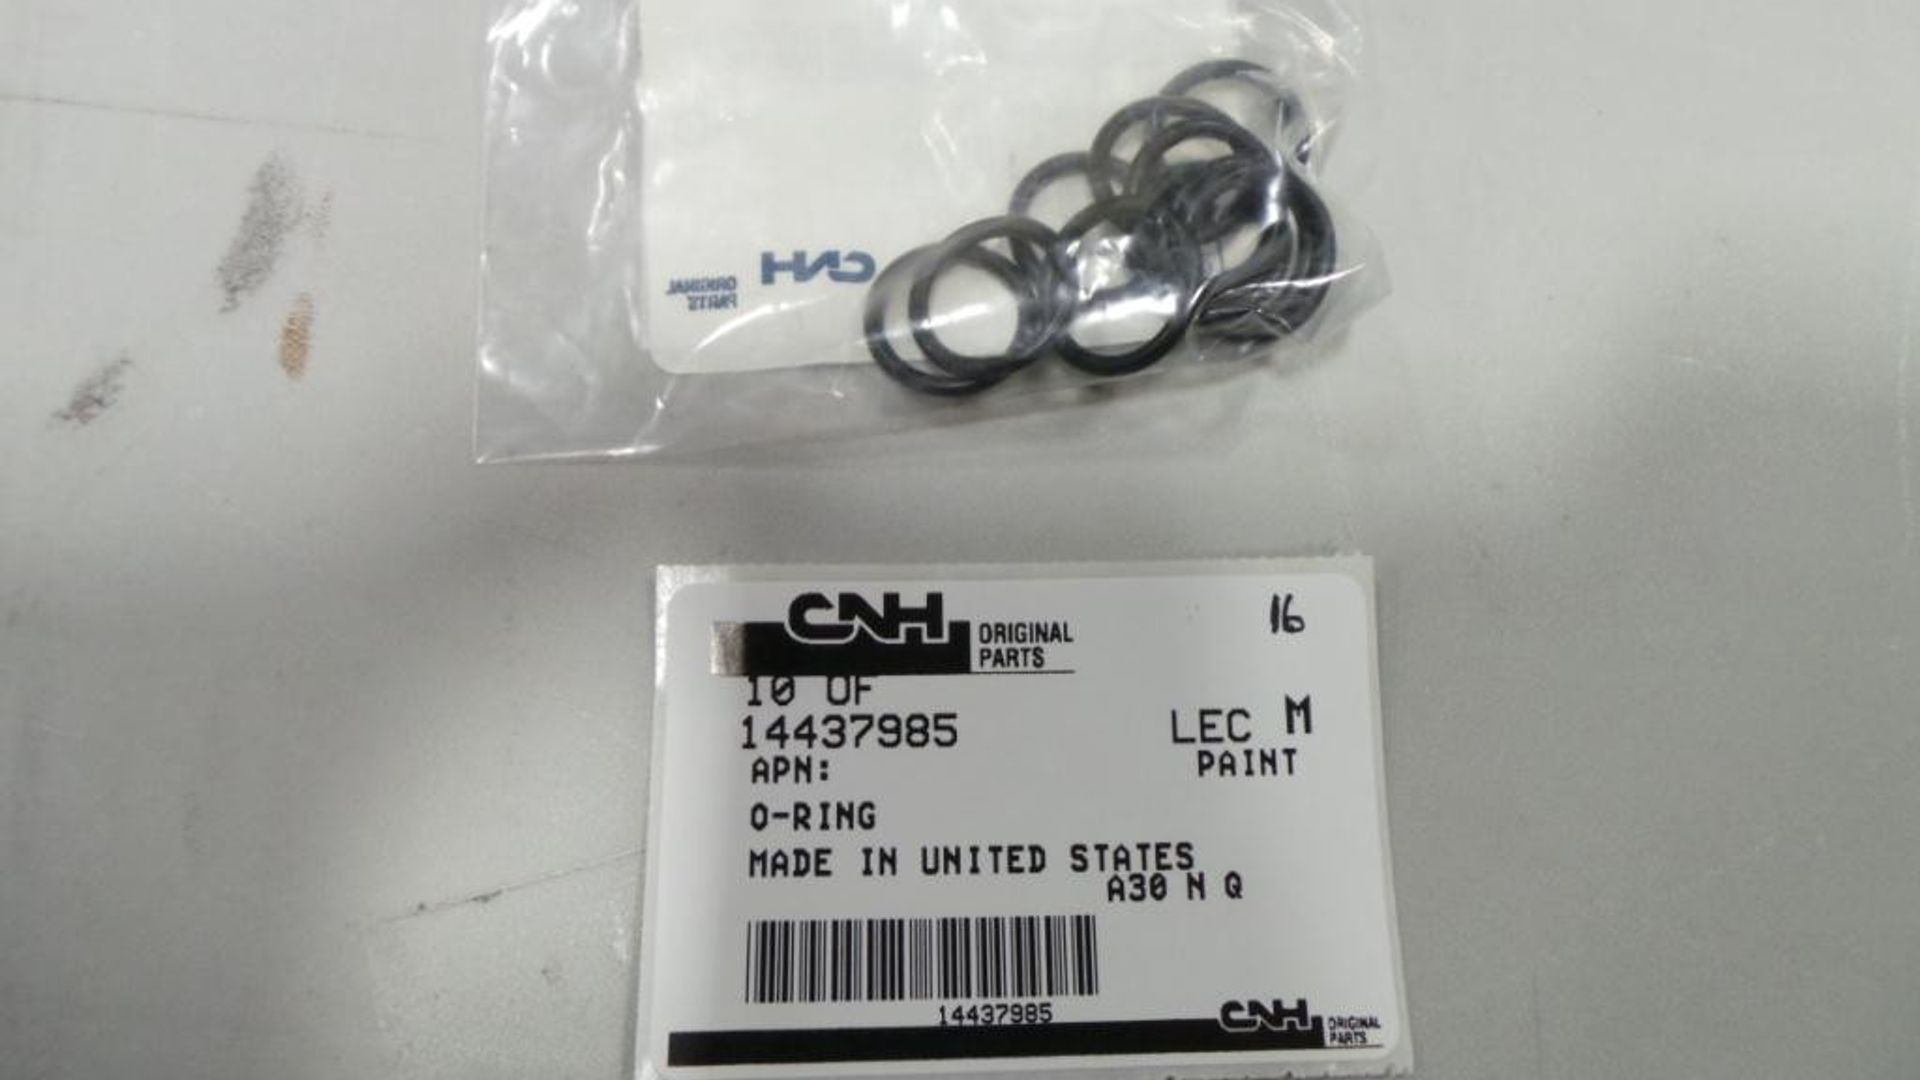 CNH
ORIGINAL
PARTS
CNH
ORIGINAL
PARTS
16
10 OF
14437985
LEC M
APN:
PAINT
O-RING
MADE IN UNITED STATES
A30 N Q
14437985
CNH
ORIGINAL
PARTS